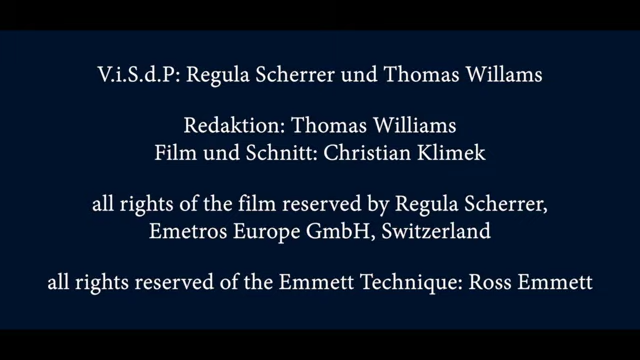 V.i.S.d.P: Regula Scherrer und Thomas Willams
Redaktion: Thomas Williams
Film und Schnitt: Christian Klimek
all rights of the film reserved by Regula Scherrer,
Emetros Europe GmbH, Switzerland
all rights reserved of the Emmett Technique: Ross Emmett